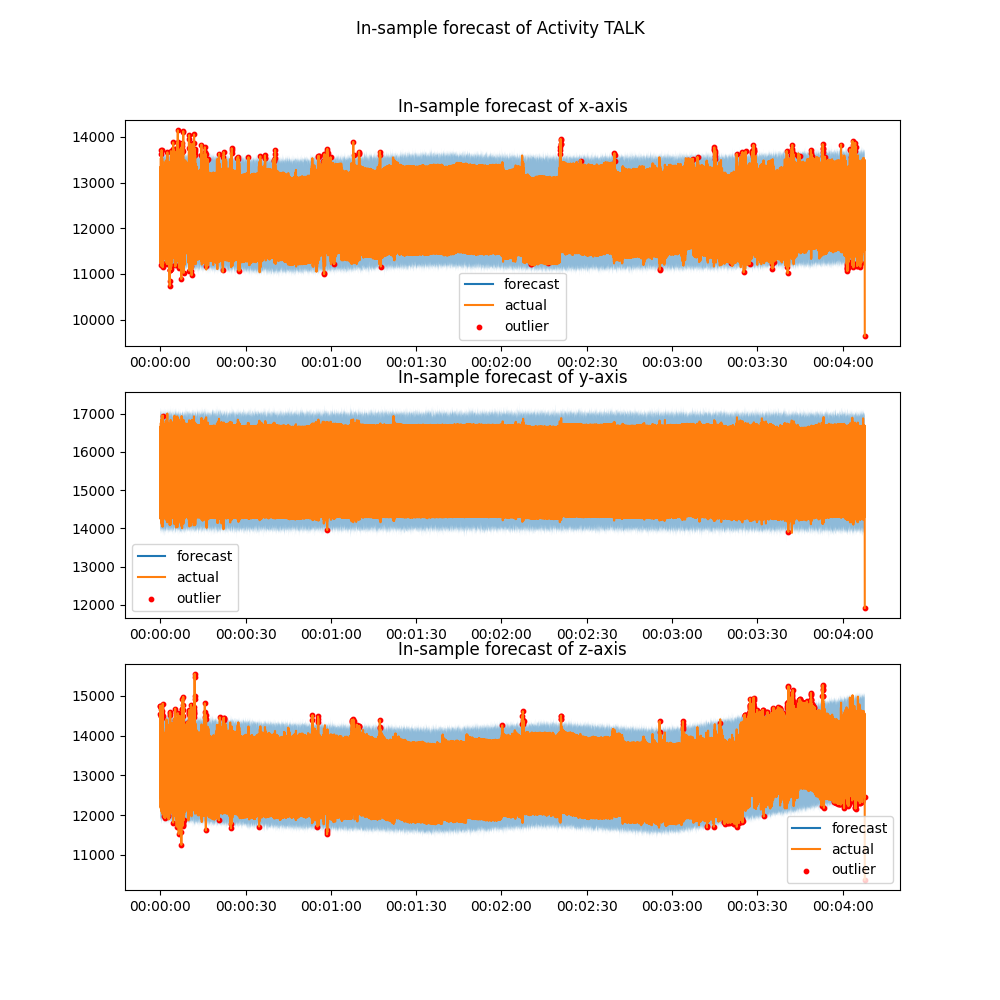 In-sample forecast of Activity TALK
In-sample forecast of x-axis
14000
13000
12000
11000
10000
forecast
actual
outlier
00:00:00 00:00:30 00:01:00 00:01:30 00:02:00 00:02:30 00:03:00 00:03:30 00:04:00
In-sample forecast of y-axis
17000
16000
15000
14000
13000
12000
forecast
actual
outlier
00:00:00 00:00:30 00:01:00 00:01:30 00:02:00 00:02:30 00:03:00 00:03:30 00:04:00
In-sample forecast of z-axis
15000
14000
13000
12000
11000
forecast
actual
outlier
00:00:00 00:00:30 00:01:00 00:01:30 00:02:00 00:02:30 00:03:00 00:03:30 00:04:00